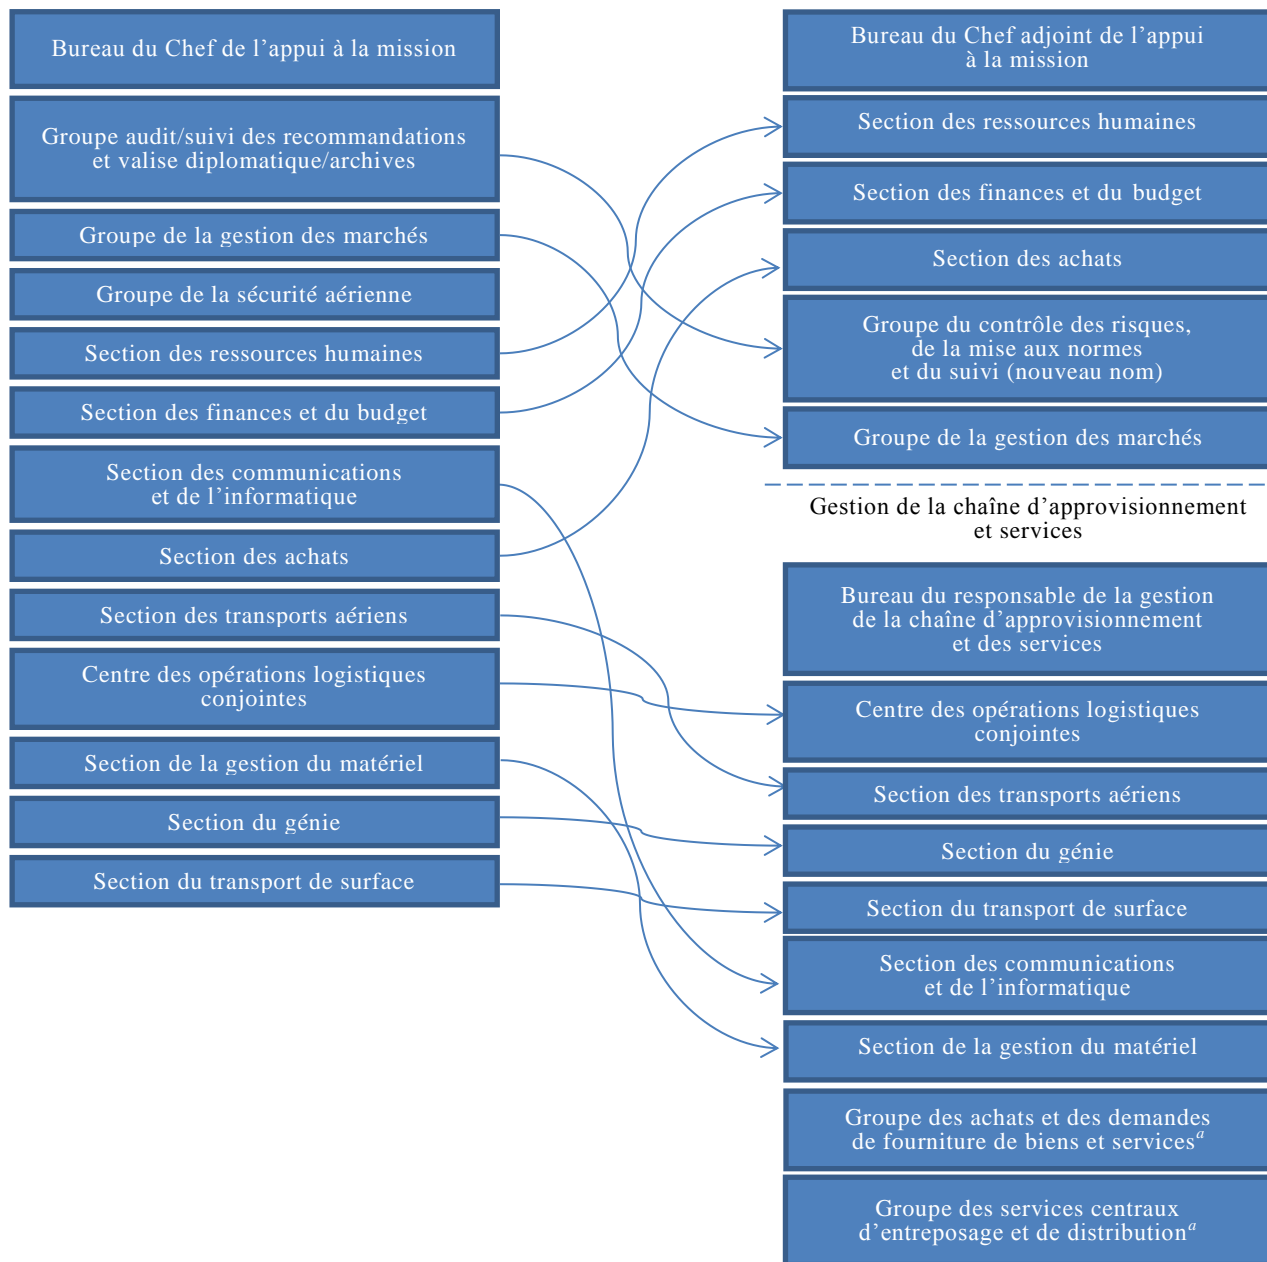 Bureau du Chef de l’appui à la mission
Groupe audit/suivi des recommandations
et valise diplomatique/archives
Groupe de la gestion des marchés
Groupe de la sécurité aérienne
Section des ressources humaines
Section des finances et du budget
Section des communications
et de l’informatique
Section des achats
Section des transports aériens
Centre des opérations logistiques
conjointes
Section de la gestion du matériel
Section du génie
Section du transport de surface
Bureau du Chef adjoint de l’appui
à la mission
Section des ressources humaines
Section des finances et du budget
Section des achats
Groupe du contrôle des risques,
de la mise aux normes
et du suivi (nouveau nom)
Groupe de la gestion des marchés
Gestion de la chaîne d’approvisionnement
et services
Bureau du responsable de la gestion
de la chaîne d’approvisionnement
et des services
Centre des opérations logistiques
conjointes
Section des transports aériens
Section du génie
Section du transport de surface
Section des communications
et de l’informatique
Section de la gestion du matériel
Groupe des achats et des demandes
de fourniture de biens et services^a
Groupe des services centraux
d’entreposage et de distribution^a